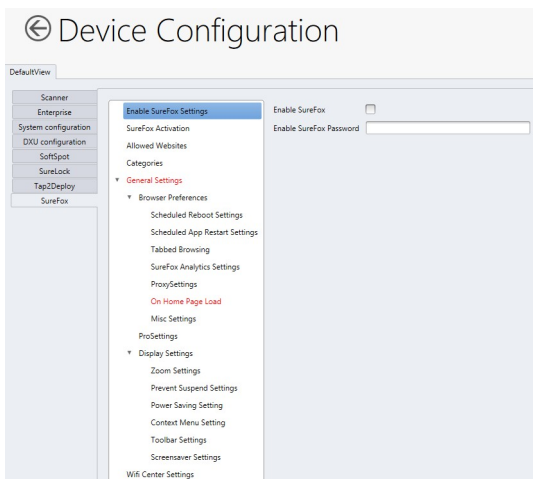 Device Configuration
DefaultView
Scanner
Enterprise
System configuration
DXU configuration
SoftSpot
SureLock
Tap2Deploy
SureFox
Enable SureFox Settings
SureFox Activation
Allowed Websites
Categories
General Settings
Browser Preferences
Scheduled Reboot Settings
Scheduled App Restart Settings
Tabbed Browsing
SureFox Analytics Settings
ProxySettings
On Home Page Load
Misc Settings
ProSettings
Display Settings
Zoom Settings
Prevent Suspend Settings
Power Saving Setting
Context Menu Setting
Toolbar Settings
Screensaver Settings
Wifi Center Settings
Enable SureFox
Enable SureFox Password